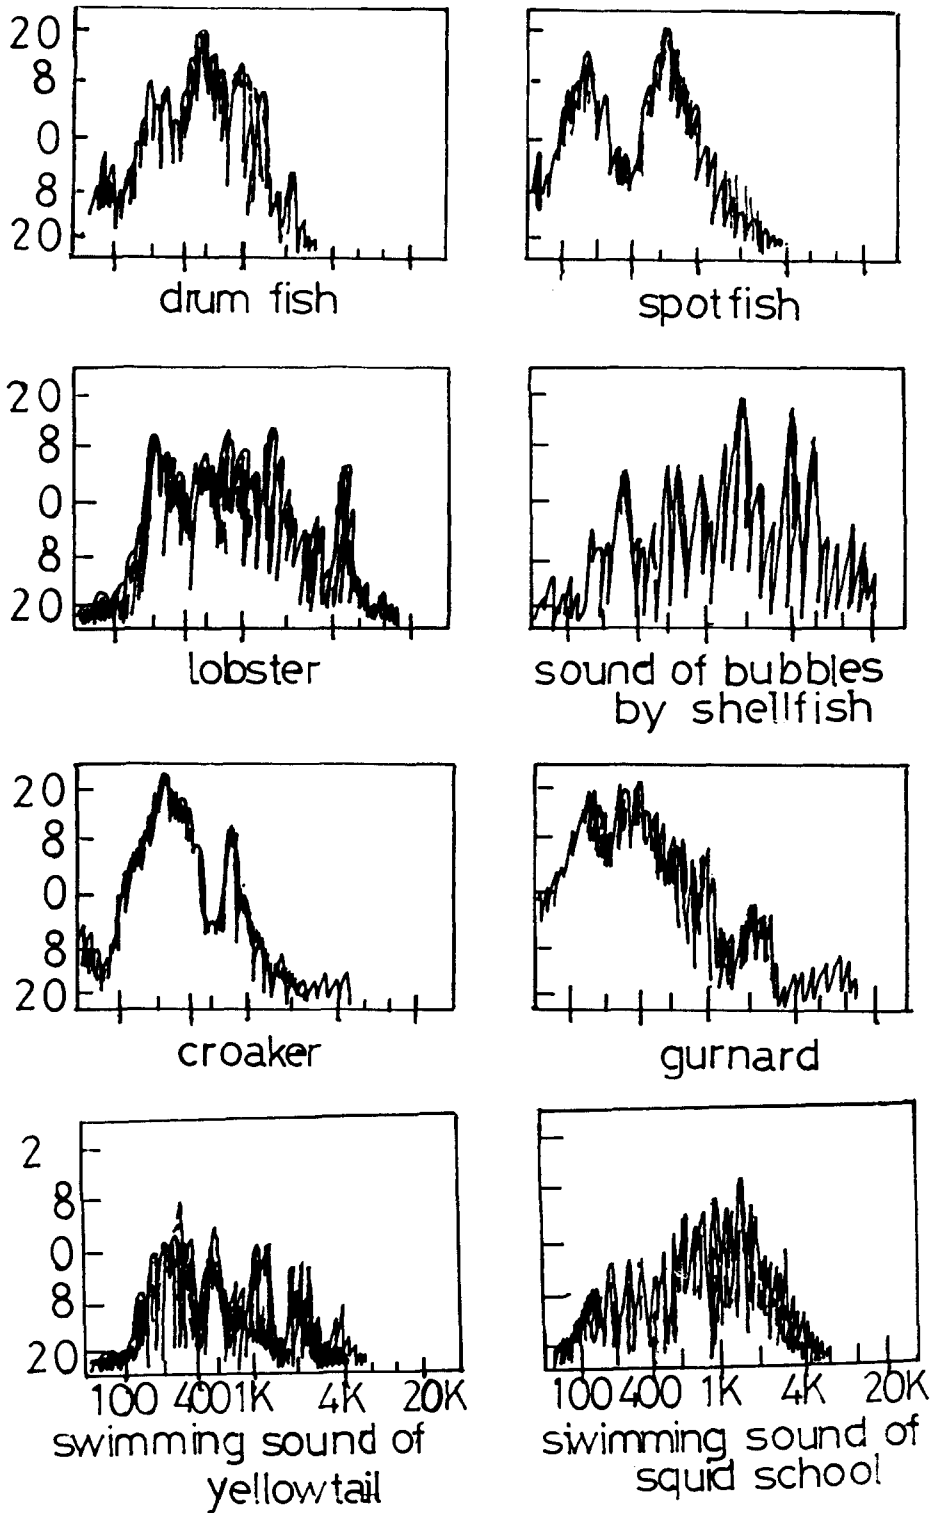 20
8
0
8
20
drum fish
spotfish
20
8
0
8
20
lobster
sound of bubbles
by shellfish
20
8
0
8
20
croaker
gurnard
2
8
0
8
20
100 400 1K 4K 20K
swimming sound of
yellowtail
100 400 1K 4K 20K
swimming sound of
squid school